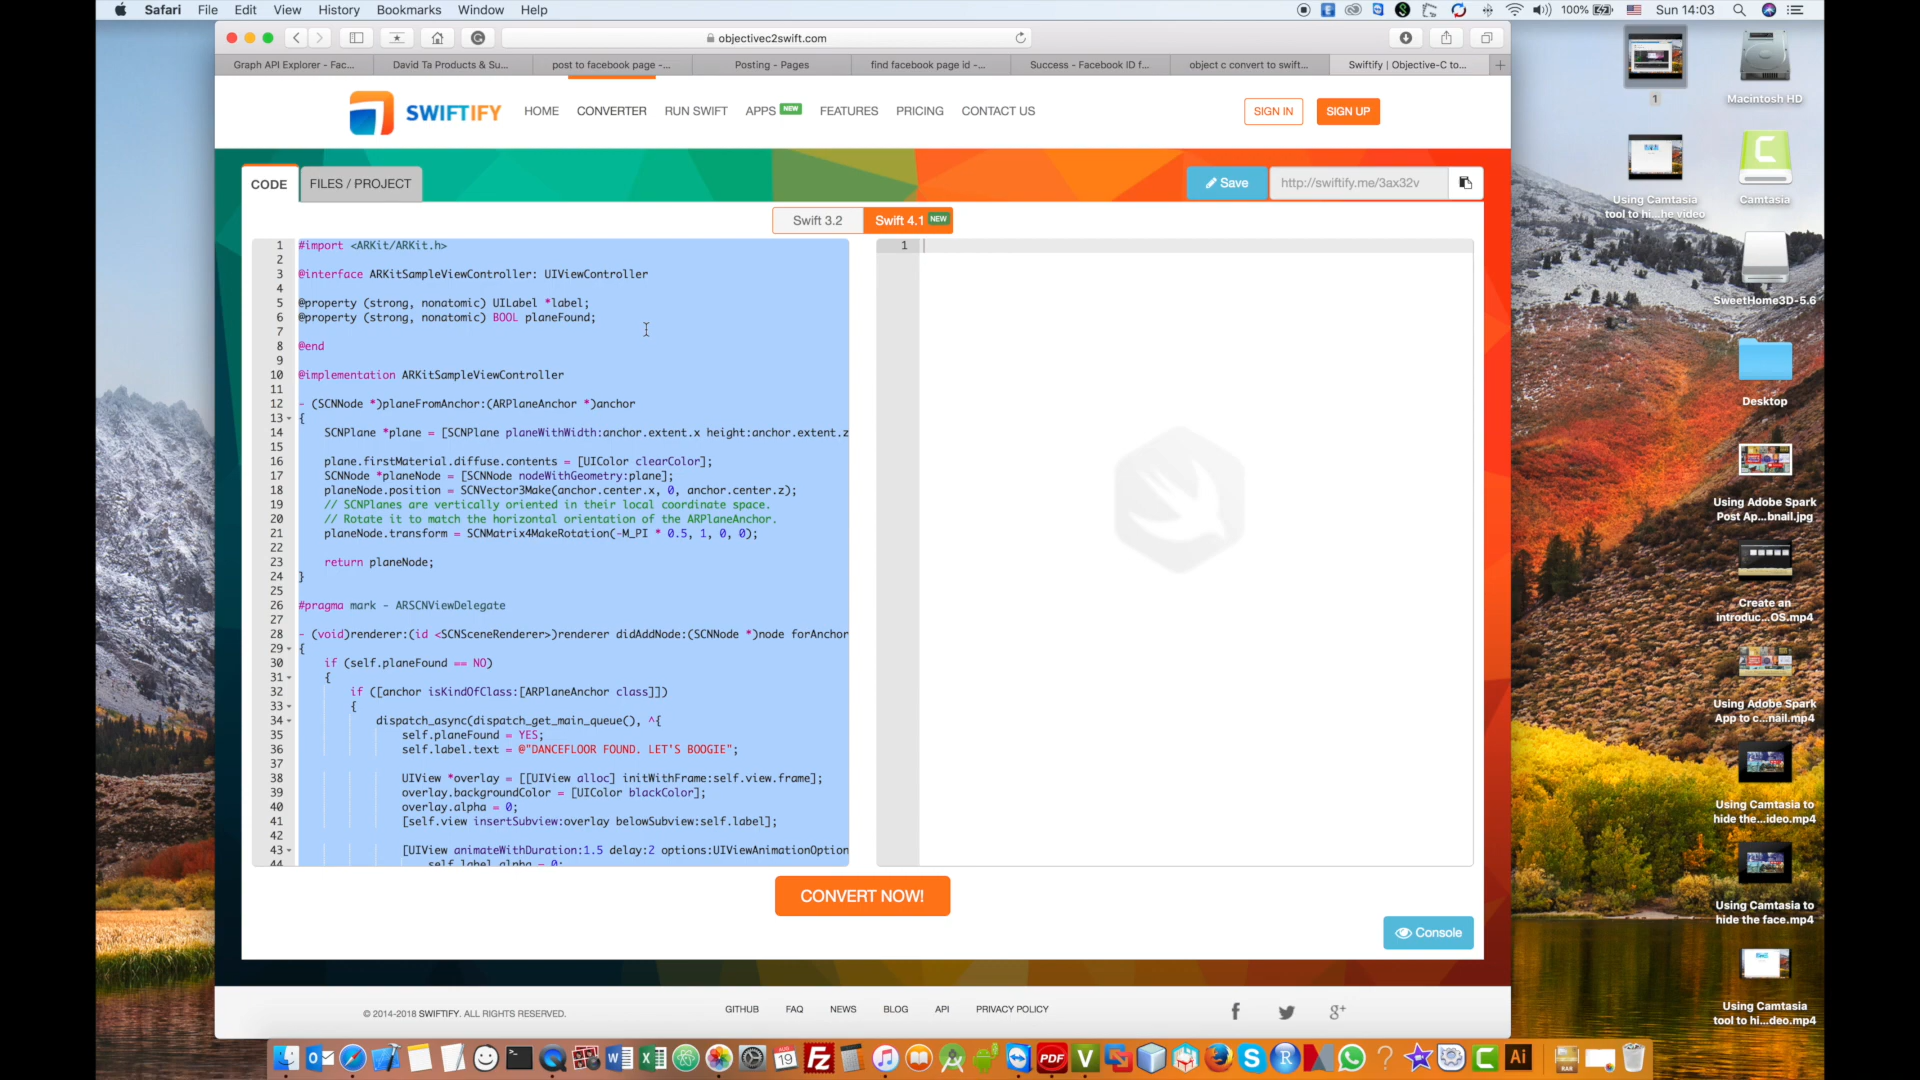 Safari File Edit View History Bookmarks Window Help
100% Sun 14:03
objectivec2swift.com
Graph API Explorer - Fac...
David Ta Products & Su...
post to facebook page -...
Posting - Pages
find facebook page id -...
Success - Facebook ID f...
object c convert to swift...
Swiftify | Objective-C to...
SWIFTIFY
HOME CONVERTER RUN SWIFT APPS NEW FEATURES PRICING CONTACT US
SIGN IN SIGN UP
CODE FILES / PROJECT
Save http://swiftify.me/3ax32v
Swift 3.2 Swift 4.1 NEW
1 #import <ARKit/ARKit.h>
2
3 @interface ARKitSampleViewController: UIViewController
4
5 @property (strong, nonatomic) UILabel *label;
6 @property (strong, nonatomic) BOOL planeFound;
7
8 @end
9
10 @implementation ARKitSampleViewController
11
12 - (SCNNode *)planeFromAnchor:(ARPlaneAnchor *)anchor
13 {
14 SCNPlane *plane = [SCNPlane planeWithWidth:anchor.extent.x height:anchor.extent.z
15
16 plane.firstMaterial.diffuse.contents = [UIColor clearColor];
17 SCNNode *planeNode = [SCNNode nodeWithGeometry:plane];
18 planeNode.position = SCNVector3Make(anchor.center.x, 0, anchor.center.z);
19 // SCNPlanes are vertically oriented in their local coordinate space.
20 // Rotate it to match the horizontal orientation of the ARPlaneAnchor.
21 planeNode.transform = SCNMatrix4MakeRotation(-M_PI * 0.5, 1, 0, 0);
22
23 return planeNode;
24 }
25
26 #pragma mark - ARSCNViewDelegate
27
28 - (void)renderer:(id <SCNSceneRenderer>)renderer didAddNode:(SCNNode *)node forAnchor
29 {
30 if (self.planeFound == NO)
31 {
32 if ([anchor isKindOfClass:[ARPlaneAnchor class]])
33 {
34 dispatch_async(dispatch_get_main_queue(), ^{
35 self.planeFound = YES;
36 self.label.text = @"DANCEFLOOR FOUND. LET'S BOOGIE";
37
38 UIView *overlay = [[UIView alloc] initWithFrame:self.view.frame];
39 overlay.backgroundColor = [UIColor blackColor];
40 overlay.alpha = 0;
41 [self.view insertSubview:overlay belowSubview:self.label];
42
43 [UIView animateWithDuration:1.5 delay:2 options:UIViewAnimationOption
44 self.label.alpha = 0;
1
CONVERT NOW!
Console
© 2014-2018 SWIFTIFY. ALL RIGHTS RESERVED.
GITHUB FAQ NEWS BLOG API PRIVACY POLICY
1
Macintosh HD
Using Camtasia
tool to hi...he video
Camtasia
SweetHome3D-5.6
Desktop
Using Adobe Spark
Post Ap...bnail.jpg
Create an
introduc...OS.mp4
Using Adobe Spark
App to c...nail.mp4
Using Camtasia to
hide the...ideo.mp4
Using Camtasia to
hide the face.mp4
Using Camtasia
tool to hi...deo.mp4
19
PDF
Ai